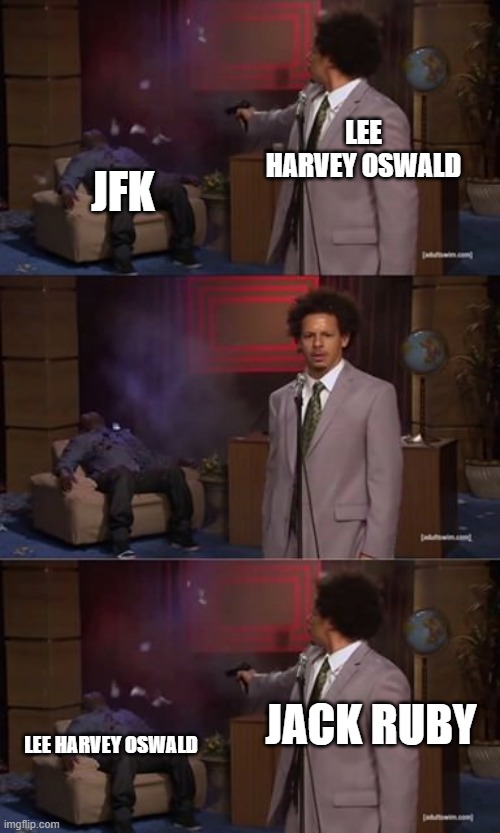 LEE
HARVEY OSWALD
JFK
[adultswim.com]
[adultswim.com]
JACK RUBY
LEE HARVEY OSWALD
[adultswim.com]
imgflip.com